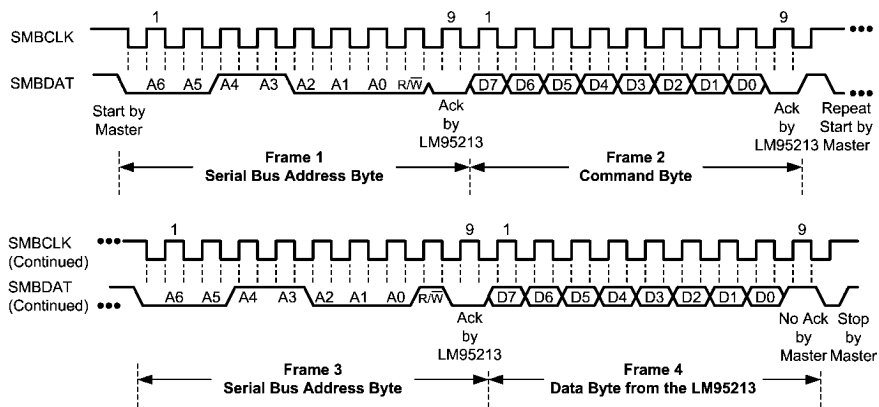 1 9 1 9
SMBCLK
SMBDAT
A6 A5 A4 A3 A2 A1 A0 R/W̅ D7 D6 D5 D4 D3 D2 D1 D0
Start by
Master
Ack
by
LM95213
Ack
by
LM95213
Repeat
Start by
Master
Frame 1
Serial Bus Address Byte
Frame 2
Command Byte
1 9 1 9
SMBCLK
(Continued)
SMBDAT
(Continued)
A6 A5 A4 A3 A2 A1 A0 R/W̅ D7 D6 D5 D4 D3 D2 D1 D0
Ack
by
LM95213
No Ack
by
Master
Stop
by
Master
Frame 3
Serial Bus Address Byte
Frame 4
Data Byte from the LM95213